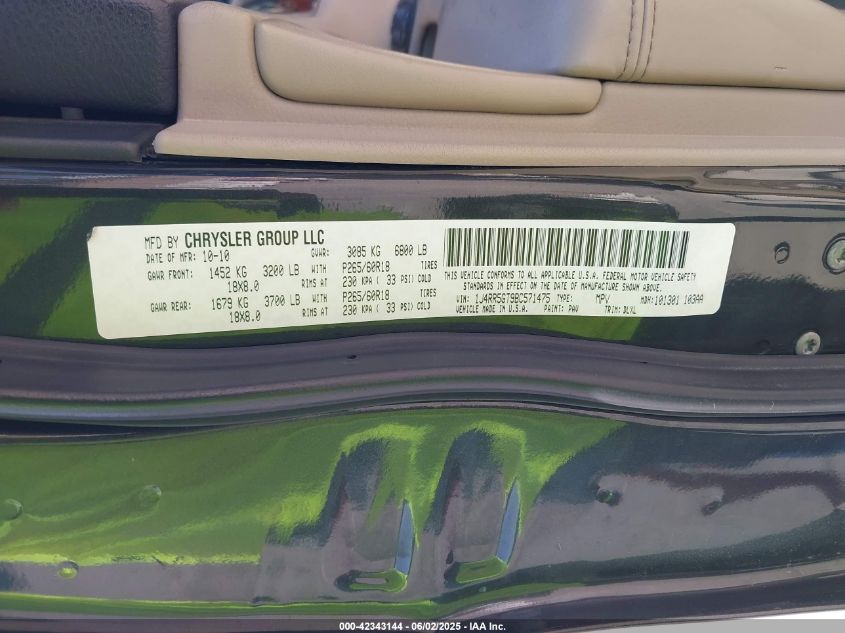 MFD BY CHRYSLER GROUP LLC
DATE OF MFR: 10-10 GVWR: 3085 KG 6800 LB
GAWR FRONT: 1452 KG 3200 LB WITH P265/60R18 TIRES
18X8.0 RIMS AT 230 KPA ( 33 PSI) COLD
GAWR REAR: 1679 KG 3700 LB WITH P265/60R18 TIRES
18X8.0 RIMS AT 230 KPA ( 33 PSI) COLD
THIS VEHICLE CONFORMS TO ALL APPLICABLE U.S.A. FEDERAL MOTOR VEHICLE SAFETY
STANDARDS IN EFFECT ON THE DATE OF MANUFACTURE SHOWN ABOVE.
VIN: 1J4RR5GT9BC571475 TYPE: MPV MDH: 101301 103AA
VEHICLE MADE IN U.S.A. PAINT: PAV TRIM: DLXL
000-42343144 - 06/02/2025 - IAA Inc.